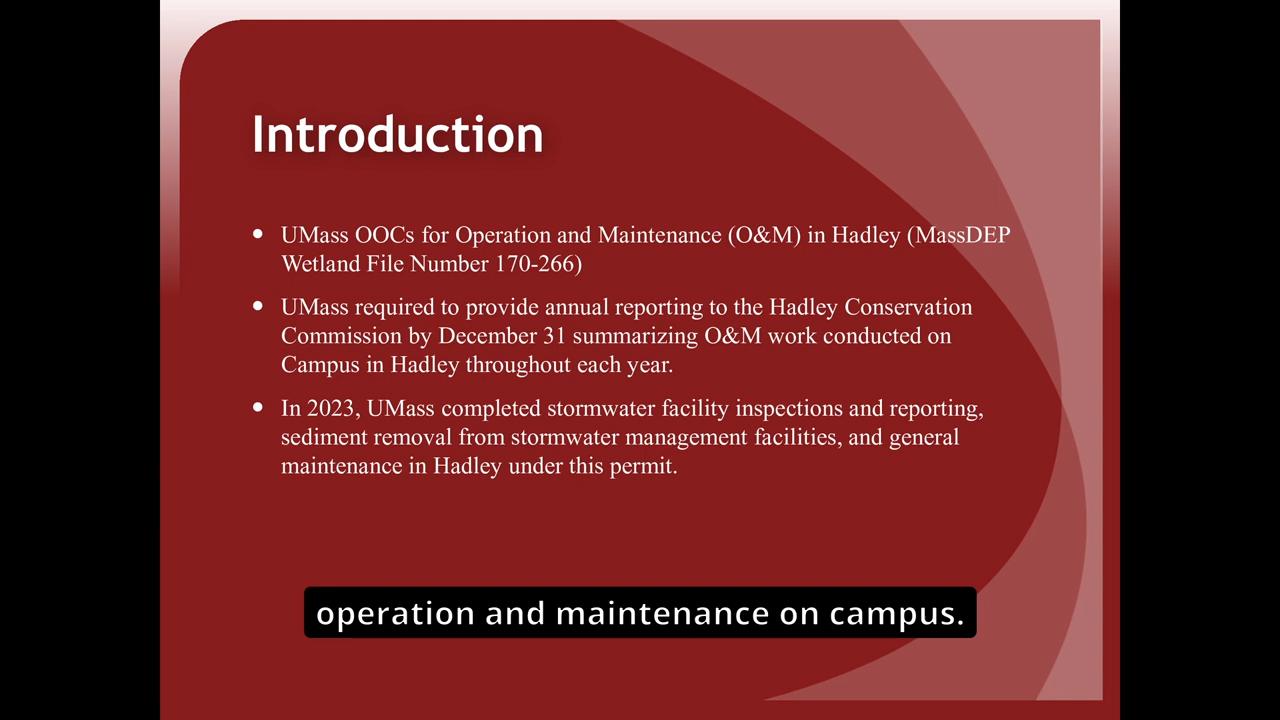 Introduction
UMass OOCs for Operation and Maintenance (O&M) in Hadley (MassDEP
Wetland File Number 170-266)
UMass required to provide annual reporting to the Hadley Conservation
Commission by December 31 summarizing O&M work conducted on
Campus in Hadley throughout each year.
In 2023, UMass completed stormwater facility inspections and reporting,
sediment removal from stormwater management facilities, and general
maintenance in Hadley under this permit.
operation and maintenance on campus.